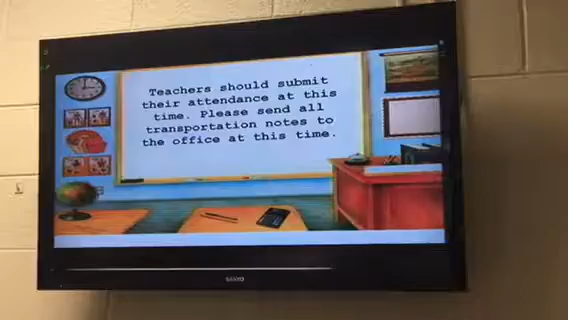 Teachers should submit
their attendance at this
time. Please send all
transportation notes to
the office at this time.
SANYO